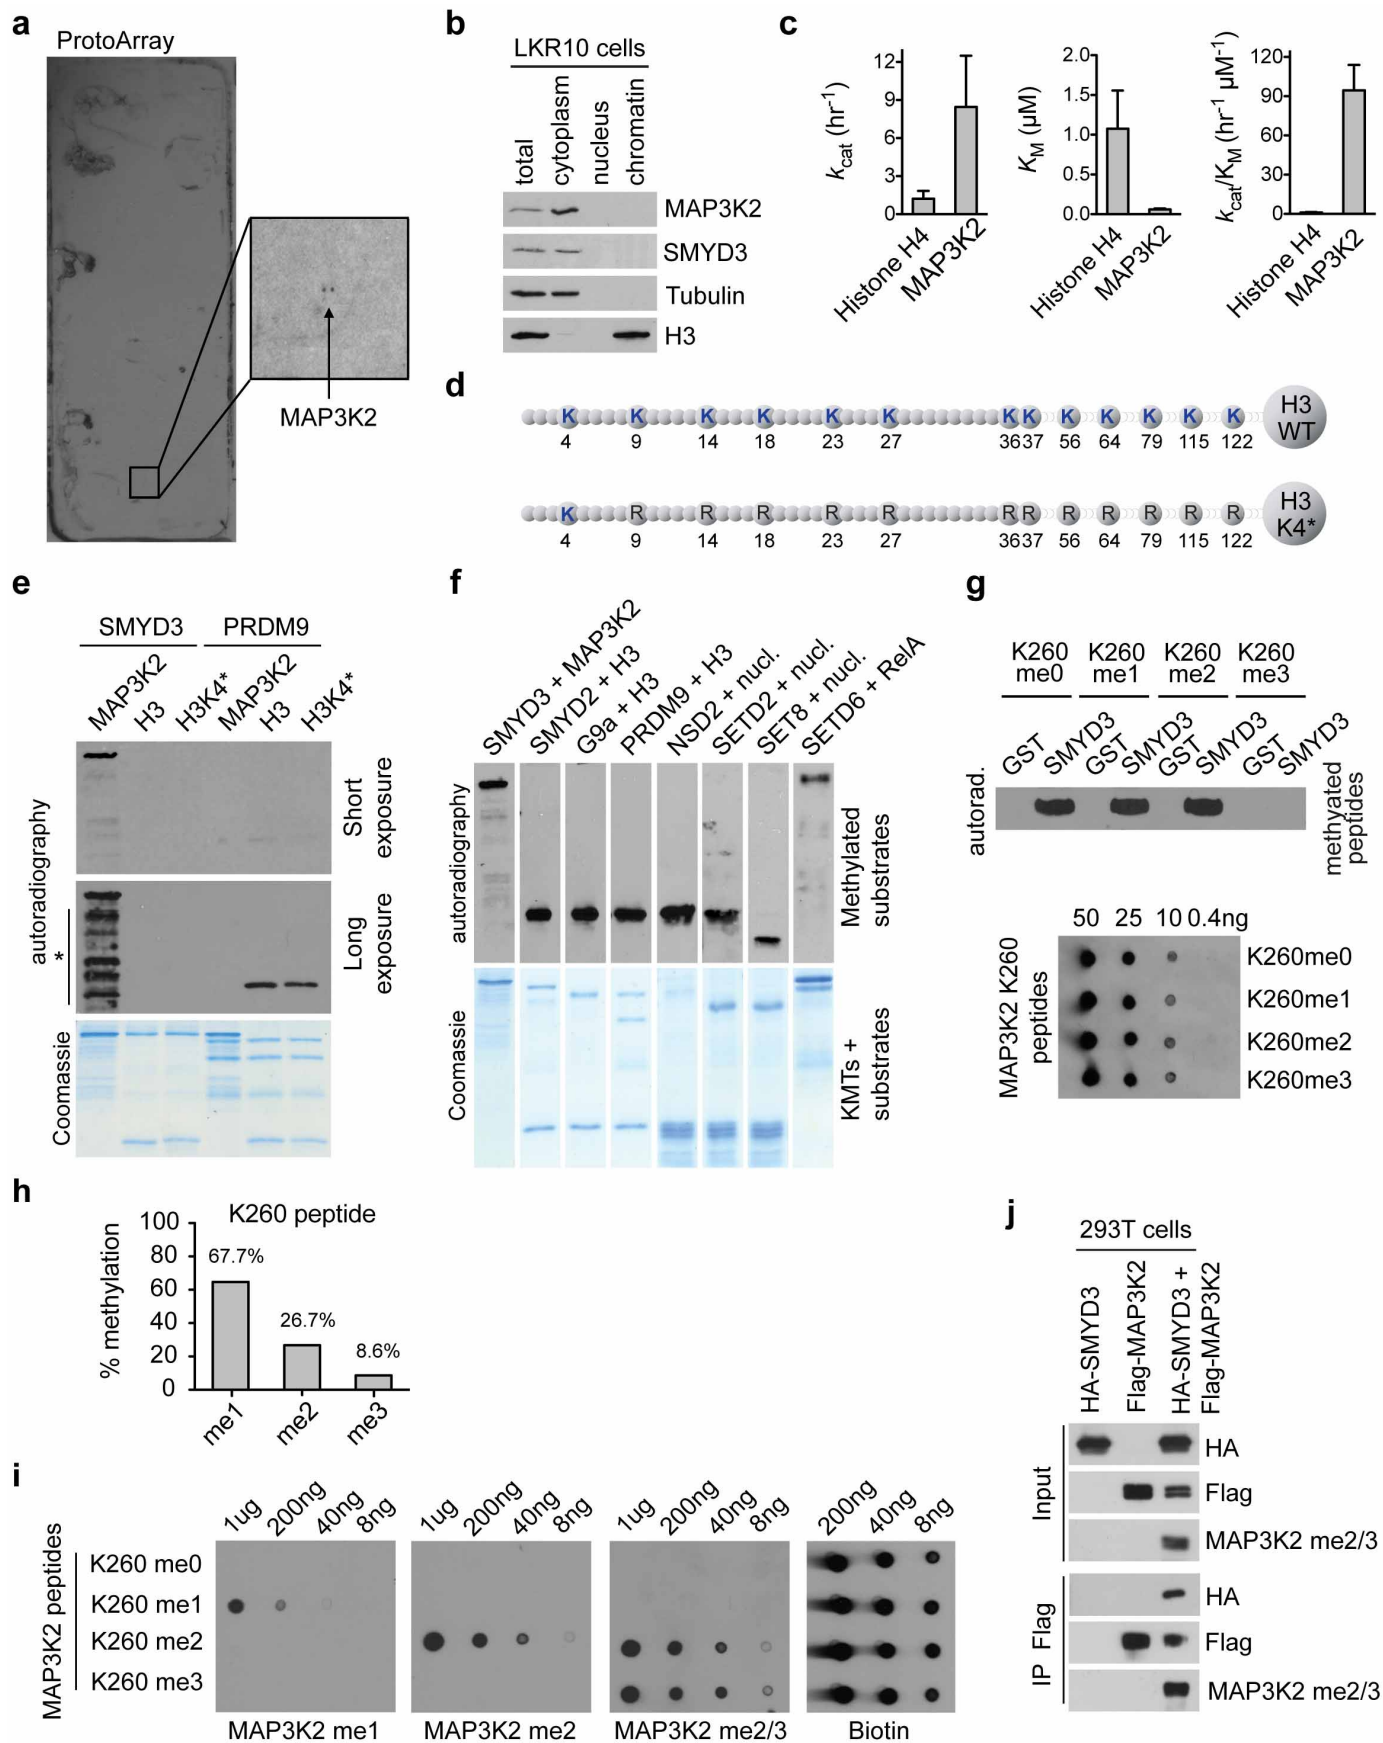 a
ProtoArray
MAP3K2
b
LKR10 cells
total
cytoplasm
nucleus
chromatin
MAP3K2
SMYD3
Tubulin
H3
c
kcat (hr-1)
12
9
6
3
0
Histone H4
MAP3K2
KM (µM)
2.0
1.5
1.0
0.5
0.0
Histone H4
MAP3K2
kcat/KM (hr-1 µM-1)
120
90
60
30
0
Histone H4
MAP3K2
d
K K K K K K K K K K K K K
4 9 14 18 23 27 36 37 56 64 79 115 122
H3
WT
K R R R R R R R R R R R R
4 9 14 18 23 27 36 37 56 64 79 115 122
H3
K4*
e
SMYD3 PRDM9
MAP3K2
H3
H3K4*
MAP3K2
H3
H3K4*
autoradiography
*
Short
exposure
Long
exposure
Coomassie
f
SMYD3 + MAP3K2
SMYD2 + H3
G9a + H3
PRDM9 + H3
NSD2 + nucl.
SETD2 + nucl.
SET8 + nucl.
SETD6 + RelA
autoradiography
Methylated
substrates
Coomassie
KMTs +
substrates
g
K260 K260 K260 K260
me0 me1 me2 me3
GST
SMYD3
GST
SMYD3
GST
SMYD3
GST
SMYD3
autorad.
methyated
peptides
50 25 10 0.4ng
MAP3K2 K260
peptides
K260me0
K260me1
K260me2
K260me3
h
K260 peptide
% methylation
100
80
60
40
20
0
67.7%
26.7%
8.6%
me1
me2
me3
i
MAP3K2 peptides
1ug
200ng
40ng
8ng
1ug
200ng
40ng
8ng
1ug
200ng
40ng
8ng
200ng
40ng
8ng
K260 me0
K260 me1
K260 me2
K260 me3
MAP3K2 me1
MAP3K2 me2
MAP3K2 me2/3
Biotin
j
293T cells
HA-SMYD3
Flag-MAP3K2
HA-SMYD3 +
Flag-MAP3K2
Input
HA
Flag
MAP3K2 me2/3
IP Flag
HA
Flag
MAP3K2 me2/3